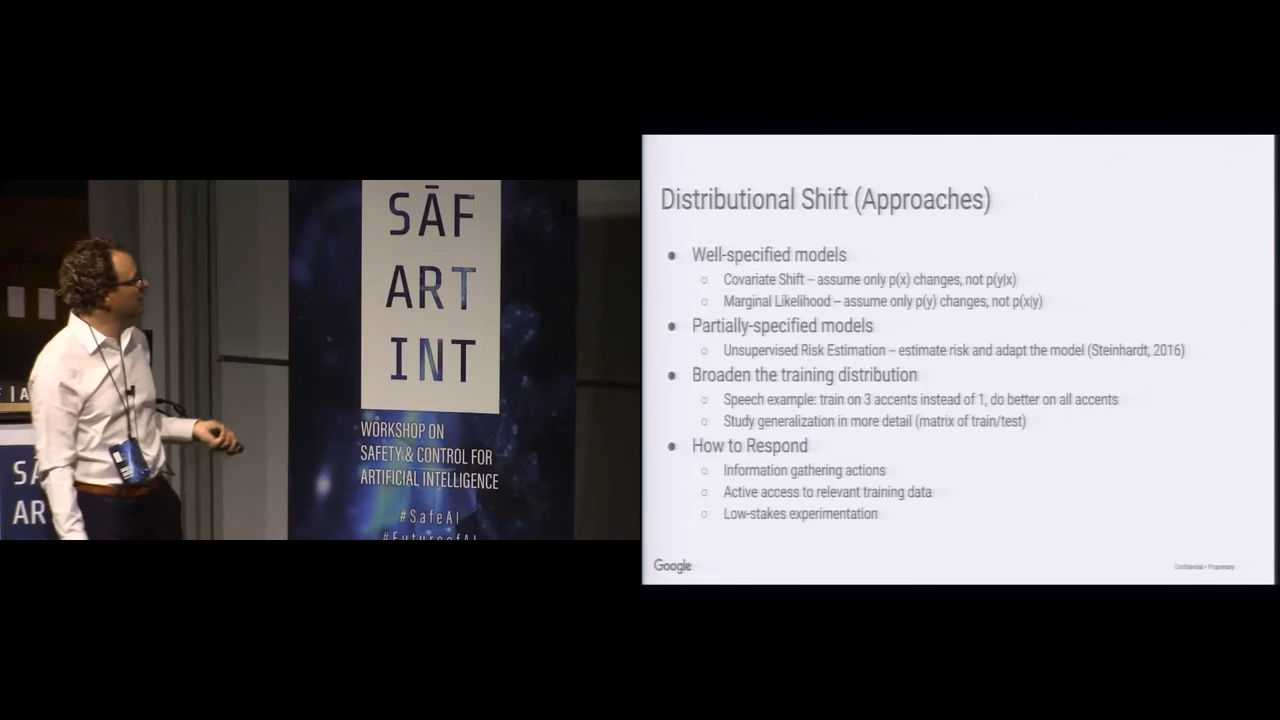 SĀF
ART
INT
WORKSHOP ON
SAFETY & CONTROL FOR
ARTIFICIAL INTELLIGENCE
#SafeAI
#FutureofAI
| A
SĀ
AR
Distributional Shift (Approaches)
● Well-specified models
○ Covariate Shift – assume only p(x) changes, not p(y|x)
○ Marginal Likelihood – assume only p(y) changes, not p(x|y)
● Partially-specified models
○ Unsupervised Risk Estimation – estimate risk and adapt the model (Steinhardt, 2016)
● Broaden the training distribution
○ Speech example: train on 3 accents instead of 1, do better on all accents
○ Study generalization in more detail (matrix of train/test)
● How to Respond
○ Information gathering actions
○ Active access to relevant training data
○ Low-stakes experimentation
Google
Confidential + Proprietary